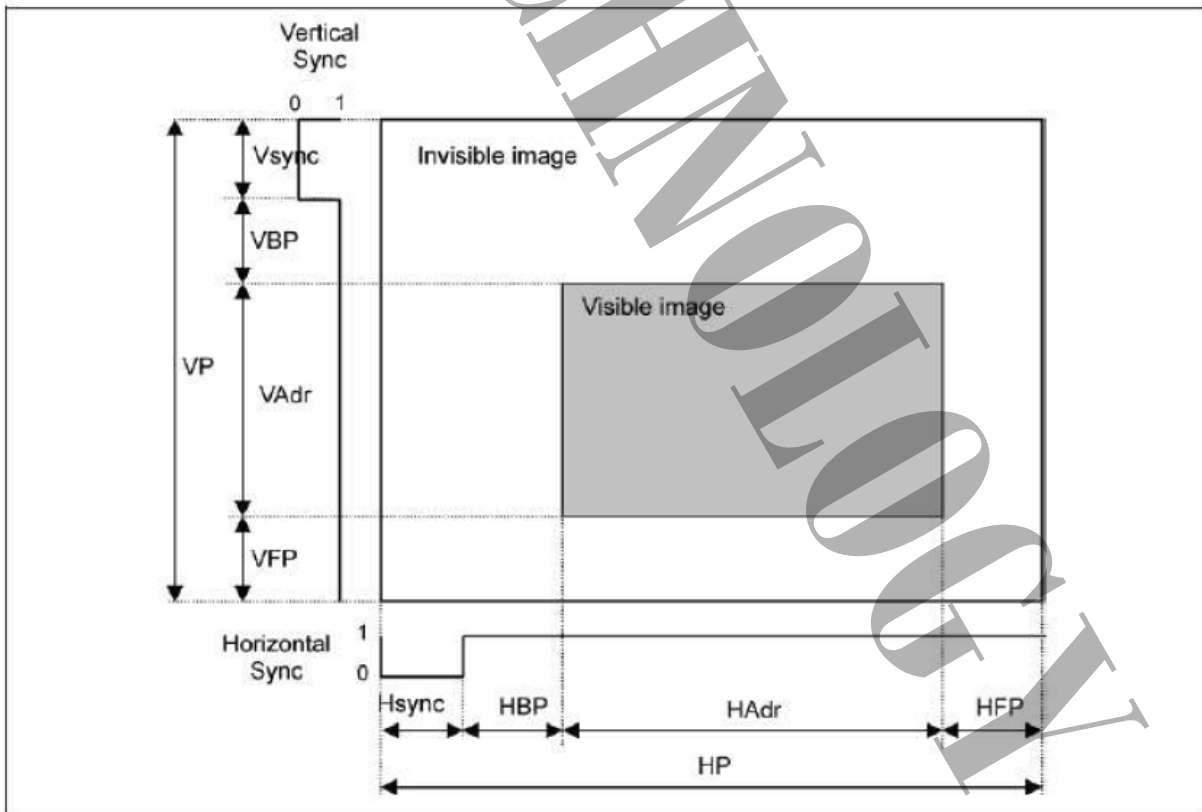 Vertical
Sync
0 1
Vsync
Invisible image
VBP
Visible image
VP
VAdr
VFP
Horizontal
Sync
1
0
Hsync
HBP
HAdr
HFP
HP
HNOLOGY